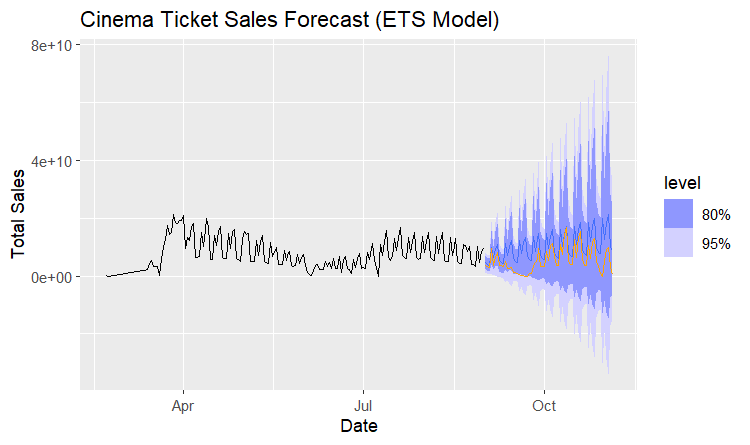 Cinema Ticket Sales Forecast (ETS Model)
8e+10
4e+10
0e+00
Total Sales
Apr
Jul
Oct
Date
level
80%
95%